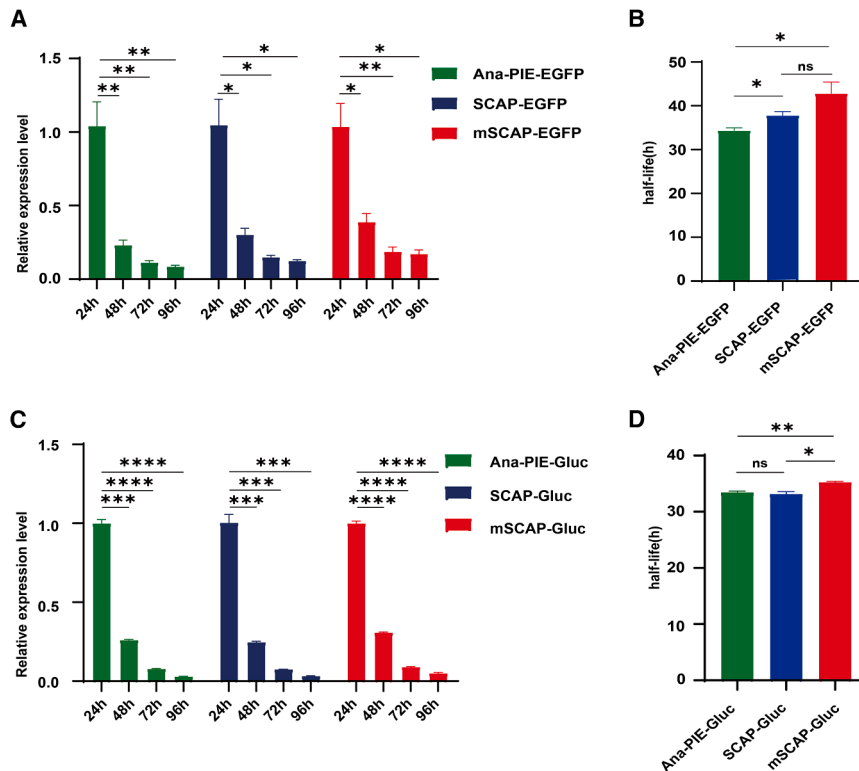 A
Relative expression level
1.5
1.0
0.5
0.0
** * *
** * **
** * *
24h 48h 72h 96h 24h 48h 72h 96h 24h 48h 72h 96h
Ana-PIE-EGFP
SCAP-EGFP
mSCAP-EGFP
B
half-life(h)
50
40
30
20
10
0
*
* ns
Ana-PIE-EGFP SCAP-EGFP mSCAP-EGFP
C
Relative expression level
1.5
1.0
0.5
0.0
**** *** ****
**** *** ****
*** *** ****
24h 48h 72h 96h 24h 48h 72h 96h 24h 48h 72h 96h
Ana-PIE-Gluc
SCAP-Gluc
mSCAP-Gluc
D
half-life(h)
40
30
20
10
0
**
ns *
Ana-PIE-Gluc SCAP-Gluc mSCAP-Gluc